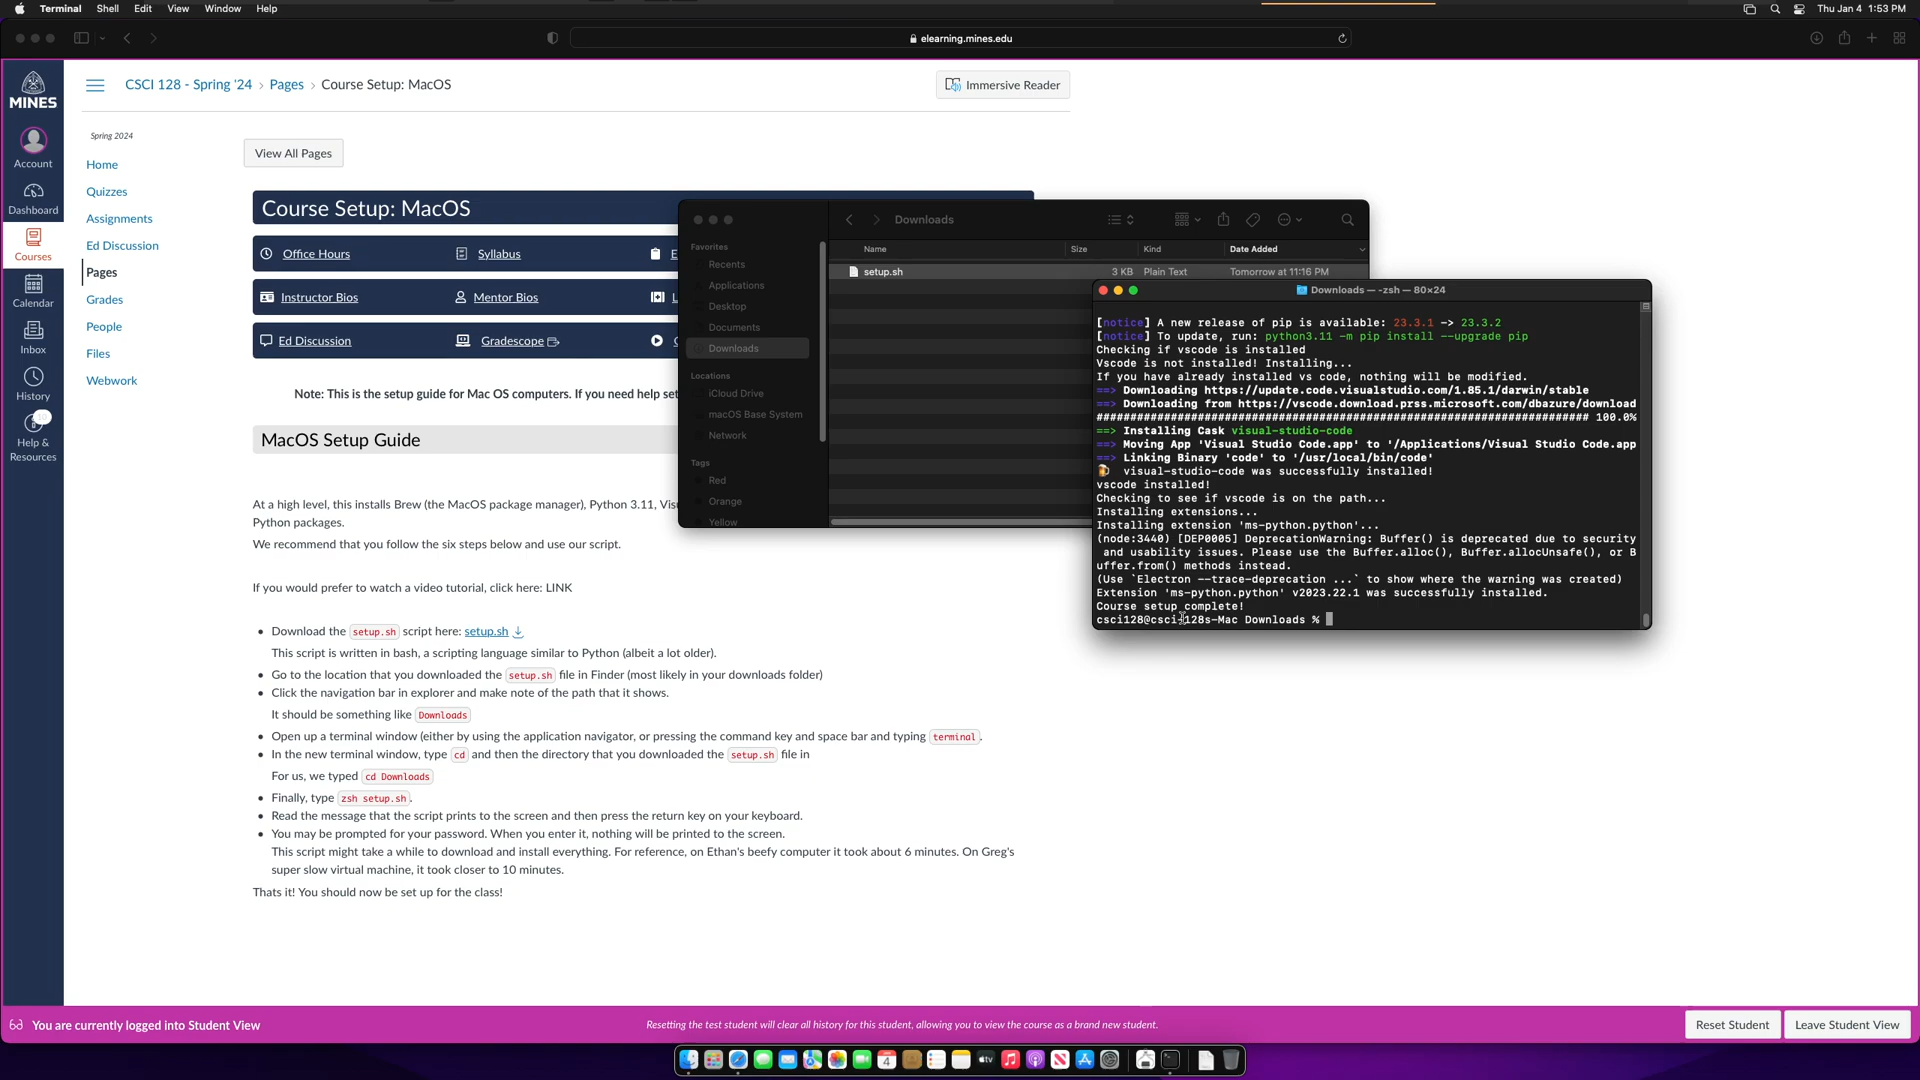 Terminal Shell Edit View Window Help
Thu Jan 4 1:53 PM
elearning.mines.edu
MINES
Account
Dashboard
Courses
Calendar
Inbox
History
Help &
Resources
CSCI 128 - Spring '24 › Pages › Course Setup: MacOS
Immersive Reader
Spring 2024
Home
Quizzes
Assignments
Ed Discussion
Pages
Grades
People
Files
Webwork
View All Pages
Course Setup: MacOS
Office Hours Syllabus E
Instructor Bios Mentor Bios L
Ed Discussion Gradescope
Note: This is the setup guide for Mac OS computers. If you need help set
MacOS Setup Guide
At a high level, this installs Brew (the MacOS package manager), Python 3.11, Visu
Python packages.
We recommend that you follow the six steps below and use our script.
If you would prefer to watch a video tutorial, click here: LINK
• Download the setup.sh script here: setup.sh
This script is written in bash, a scripting language similar to Python (albeit a lot older).
• Go to the location that you downloaded the setup.sh file in Finder (most likely in your downloads folder)
• Click the navigation bar in explorer and make note of the path that it shows.
It should be something like Downloads
• Open up a terminal window (either by using the application navigator, or pressing the command key and space bar and typing terminal.
• In the new terminal window, type cd and then the directory that you downloaded the setup.sh file in
For us, we typed cd Downloads
• Finally, type zsh setup.sh.
• Read the message that the script prints to the screen and then press the return key on your keyboard.
• You may be prompted for your password. When you enter it, nothing will be printed to the screen.
This script might take a while to download and install everything. For reference, on Ethan's beefy computer it took about 6 minutes. On Greg's
super slow virtual machine, it took closer to 10 minutes.
Thats it! You should now be set up for the class!
Downloads
Favorites
Recents
Applications
Desktop
Documents
Downloads
Locations
iCloud Drive
macOS Base System
Network
Tags
Red
Orange
Yellow
Name Size Kind Date Added
setup.sh 3 KB Plain Text Tomorrow at 11:16 PM
Downloads — -zsh — 80×24
[notice] A new release of pip is available: 23.3.1 -> 23.3.2
[notice] To update, run: python3.11 -m pip install --upgrade pip
Checking if vscode is installed
Vscode is not installed! Installing...
If you have already installed vs code, nothing will be modified.
==> Downloading https://update.code.visualstudio.com/1.85.1/darwin/stable
==> Downloading from https://vscode.download.prss.microsoft.com/dbazure/download
######################################################################## 100.0%
==> Installing Cask visual-studio-code
==> Moving App 'Visual Studio Code.app' to '/Applications/Visual Studio Code.app
==> Linking Binary 'code' to '/usr/local/bin/code'
🍺  visual-studio-code was successfully installed!
vscode installed!
Checking to see if vscode is on the path...
Installing extensions...
Installing extension 'ms-python.python'...
(node:3440) [DEP0005] DeprecationWarning: Buffer() is deprecated due to security
 and usability issues. Please use the Buffer.alloc(), Buffer.allocUnsafe(), or B
uffer.from() methods instead.
(Use `Electron --trace-deprecation ...` to show where the warning was created)
Extension 'ms-python.python' v2023.22.1 was successfully installed.
Course setup complete!
csci128@csci-128s-Mac Downloads %
You are currently logged into Student View
Resetting the test student will clear all history for this student, allowing you to view the course as a brand new student.
Reset Student
Leave Student View
4